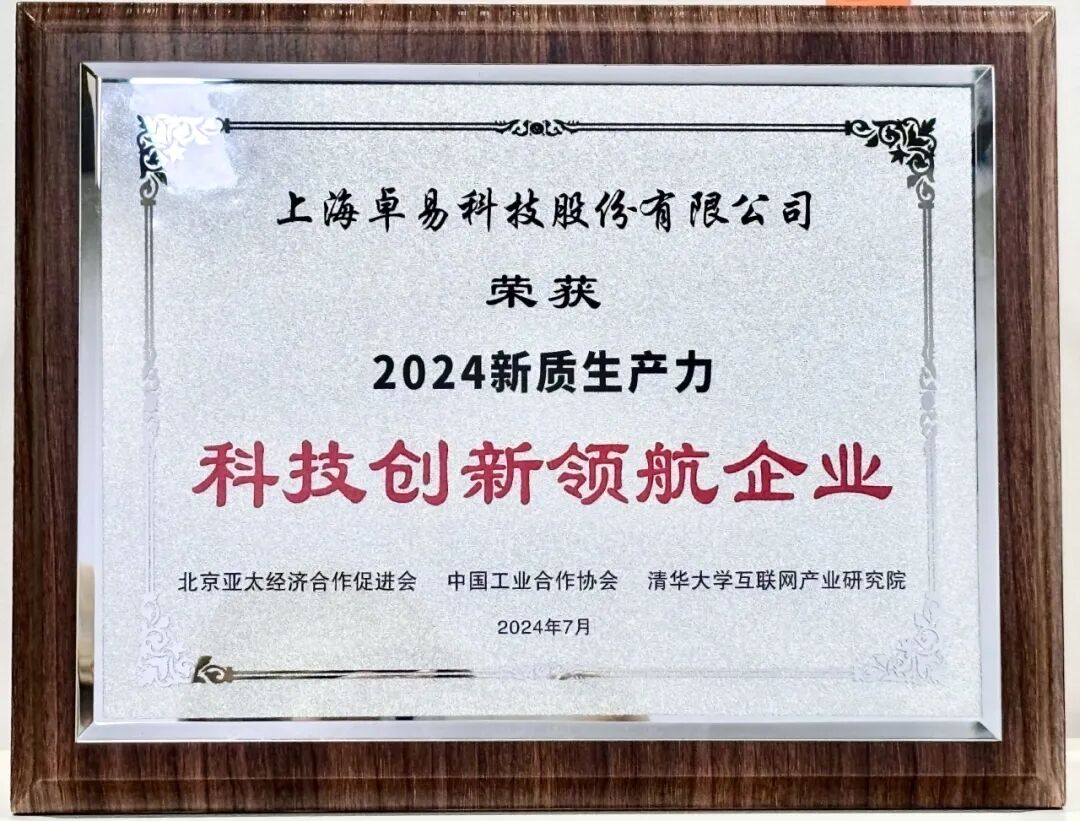 上海卓易科技股份有限公司
荣获
2024新质生产力
科技创新领航企业
北京亚太经济合作促进会 中国工业合作协会 清华大学互联网产业研究院
2024年7月